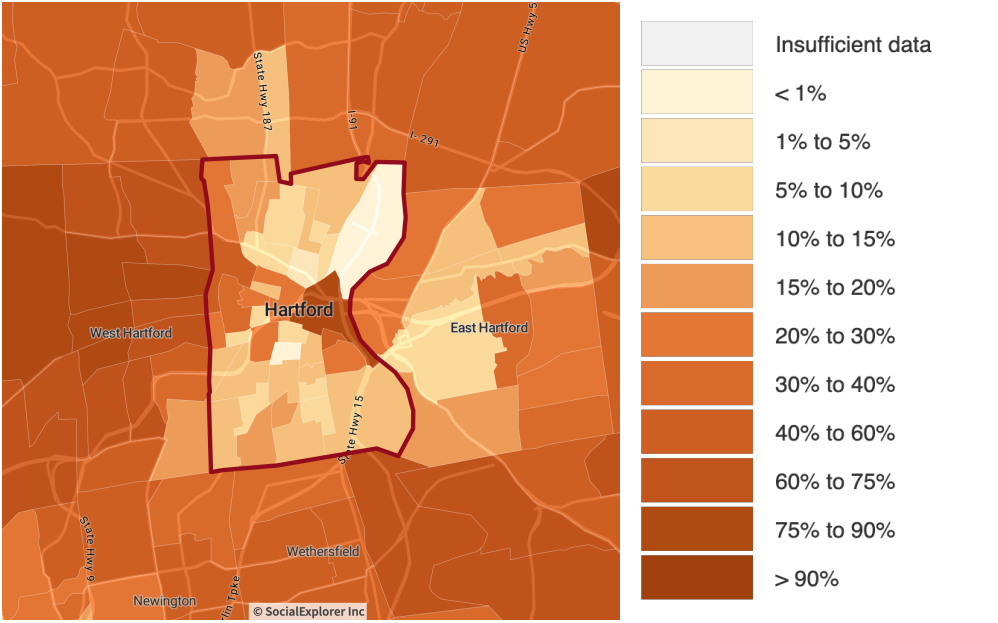 US Hwy 5
State Hwy 187
I-91
I- 291
Hartford
West Hartford
East Hartford
State Hwy 15
State Hwy 9
Wethersfield
Newington
lin Tpke
© SocialExplorer Inc
Insufficient data
< 1%
1% to 5%
5% to 10%
10% to 15%
15% to 20%
20% to 30%
30% to 40%
40% to 60%
60% to 75%
75% to 90%
> 90%